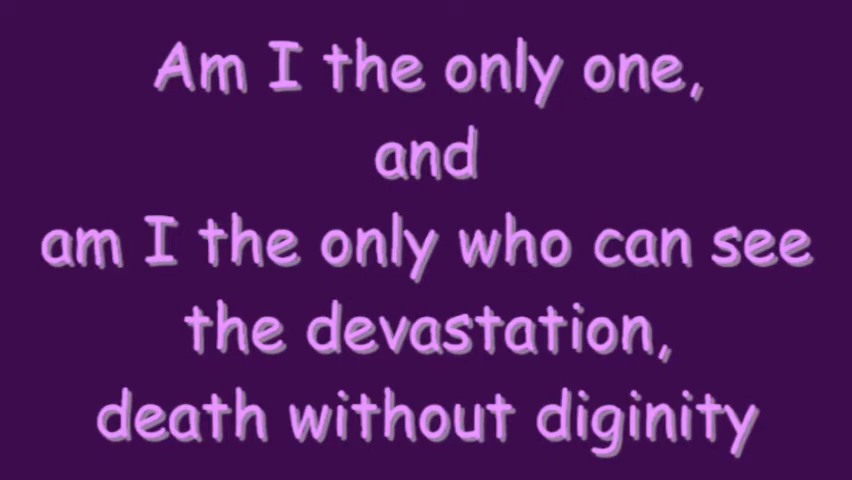 Am I the only one,
and
am I the only who can see
the devastation,
death without diginity